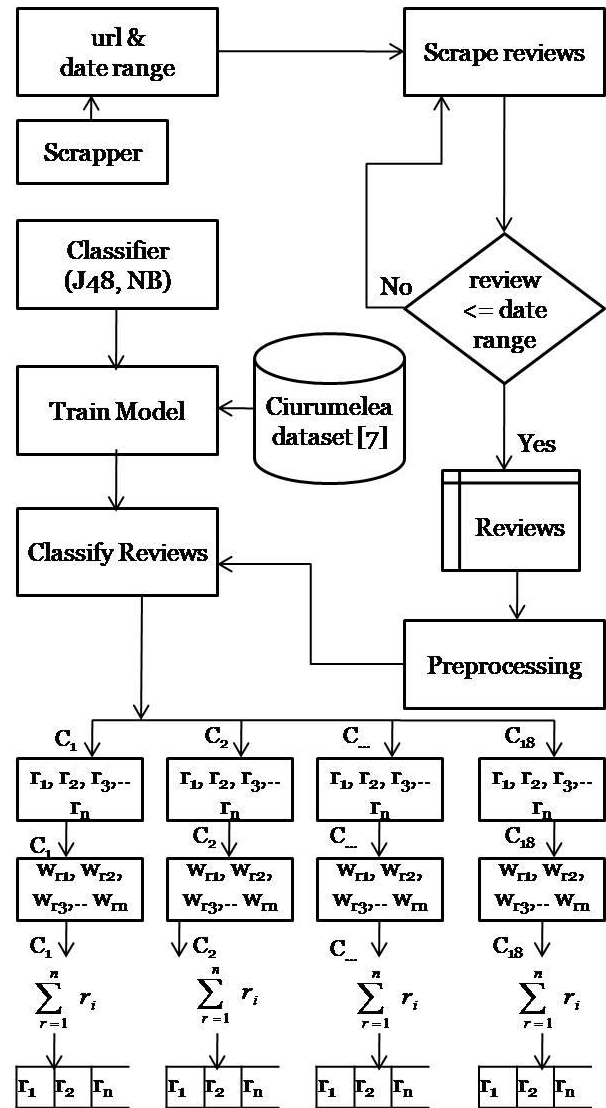 url &
date range
Scrape reviews
Scrapper
Classifier
(J48, NB)
No
review
<= date
range
Train Model
Ciurumelea
dataset [7]
Yes
Classify Reviews
Reviews
Preprocessing
C1 C2 C... C18
r1, r2, r3,.. r1, r2, r3,... r1, r2, r3,.. r1, r2, r3,...
rn rn rn rn
C1 C2 C... C18
wr1, wr2, wr1, wr2, wr1, wr2, wr1, wr2,
wr3,.. wrn wr3,.. wrn wr3,.. wrn wr3,.. wrn
C1 C2 C... C18
n n n n
∑ ri ∑ ri ∑ ri ∑ ri
r=1 r=1 r=1 r=1
r1 r2 rn r1 r2 rn r1 r2 rn r1 r2 rn